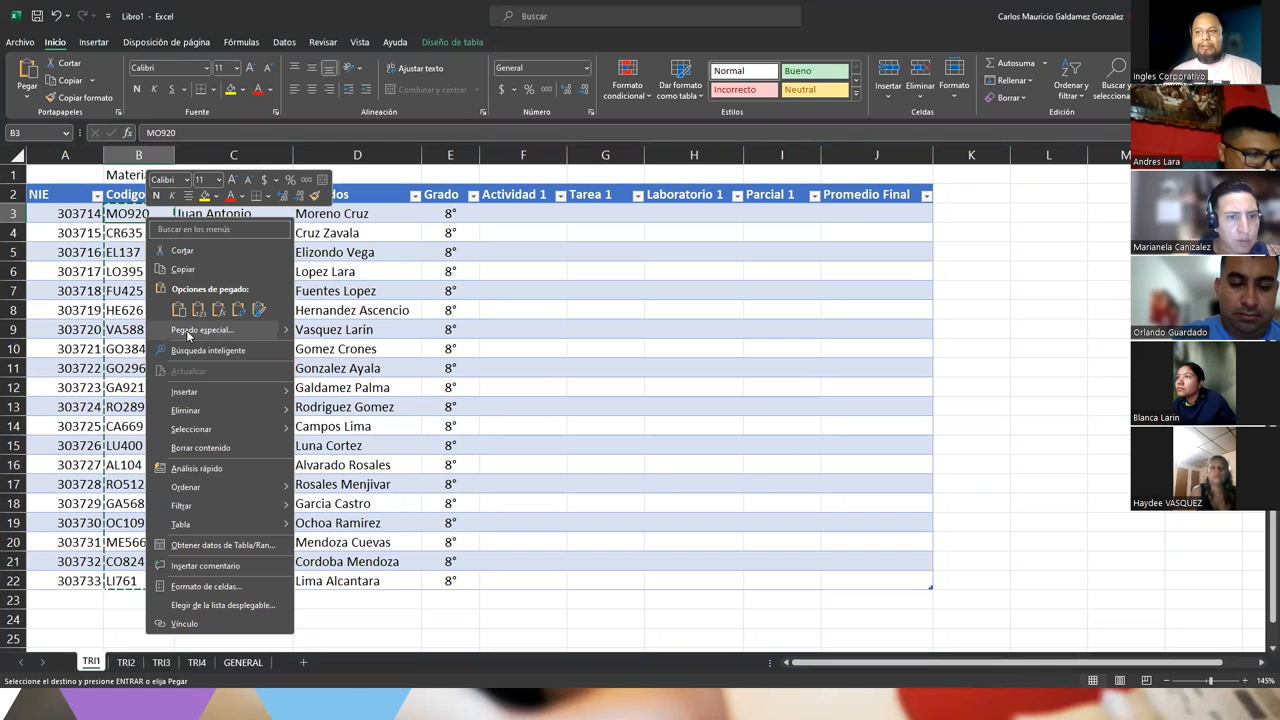 Libro1 - Excel
Buscar
Carlos Mauricio Galdamez Gonzalez
Archivo Inicio Insertar Disposición de página Fórmulas Datos Revisar Vista Ayuda Diseño de tabla
Pegar
Cortar
Copiar
Copiar formato
Portapapeles
Calibri 11
N K S
Fuente
Ajustar texto
Combinar y centrar
Alineación
General
$ % 000
Número
Formato condicional
Dar formato como tabla
Normal Bueno
Incorrecto Neutral
Estilos
Insertar Eliminar Formato
Celdas
Autosuma
Rellenar
Borrar
Ordenar y filtrar
Buscar y selecciona
Edición
B3 fx MO920
A B C D E F G H I J K L
1 Materia
Calibri 11 $ % 000
N K
2 NIE Codigo Grado Actividad 1 Tarea 1 Laboratorio 1 Parcial 1 Promedio Final
3 303714 MO920 Juan Antonio Moreno Cruz 8°
4 303715 CR635 Cruz Zavala 8°
5 303716 EL137 Elizondo Vega 8°
6 303717 LO395 Lopez Lara 8°
7 303718 FU425 Fuentes Lopez 8°
8 303719 HE626 Hernandez Ascencio 8°
9 303720 VA588 Vasquez Larin 8°
10 303721 GO384 Gomez Crones 8°
11 303722 GO296 Gonzalez Ayala 8°
12 303723 GA921 Galdamez Palma 8°
13 303724 RO289 Rodriguez Gomez 8°
14 303725 CA669 Campos Lima 8°
15 303726 LU400 Luna Cortez 8°
16 303727 AL104 Alvarado Rosales 8°
17 303728 RO512 Rosales Menjivar 8°
18 303729 GA568 Garcia Castro 8°
19 303730 OC109 Ochoa Ramirez 8°
20 303731 ME566 Mendoza Cuevas 8°
21 303732 CO824 Cordoba Mendoza 8°
22 303733 LI761 Lima Alcantara 8°
23
24
25
Buscar en los menús
Cortar
Copiar
Opciones de pegado:
Pegado especial...
Búsqueda inteligente
Actualizar
Insertar
Eliminar
Seleccionar
Borrar contenido
Análisis rápido
Ordenar
Filtrar
Tabla
Obtener datos de Tabla/Ran...
Insertar comentario
Formato de celdas...
Elegir de la lista desplegable...
Vínculo
TRI1 TRI2 TRI3 TRI4 GENERAL
Seleccione el destino y presione ENTRAR o elija Pegar
145%
Ingles Corporativo
Andres Lara
Marianela Canizalez
Orlando Guardado
Blanca Larin
Haydee VASQUEZ